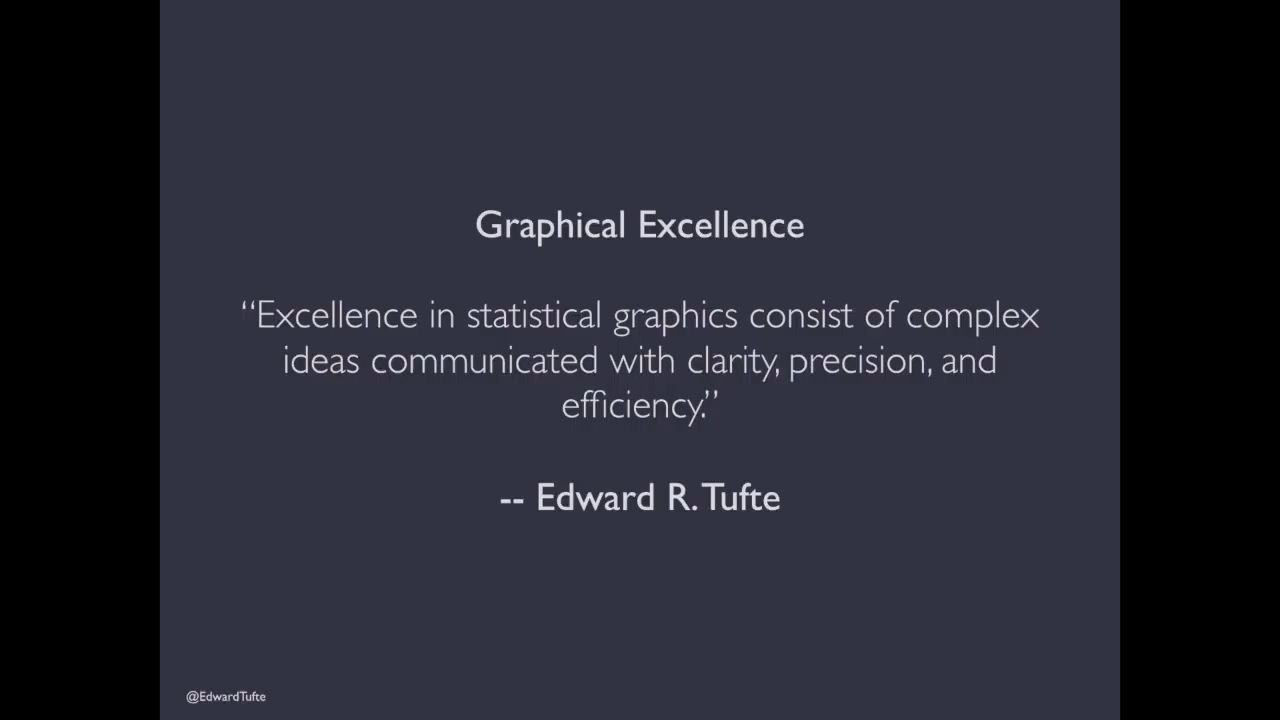 Graphical Excellence
“Excellence in statistical graphics consist of complex
ideas communicated with clarity, precision, and
efficiency.”
-- Edward R. Tufte
@EdwardTufte